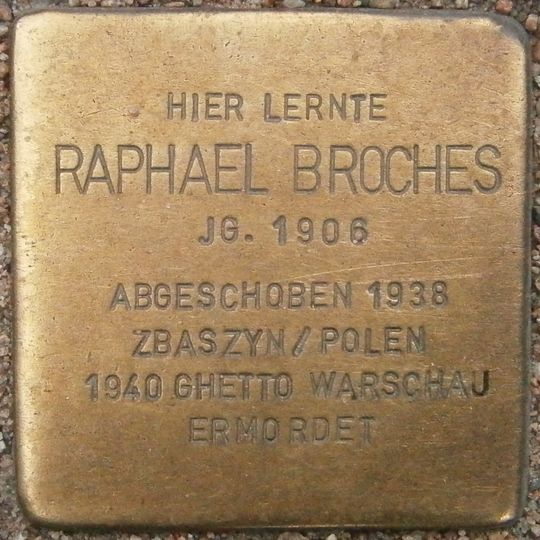 HIER LERNTE
RAPHAEL BROCHES
JG. 1906
ABGESCHOBEN 1938
ZBASZYN/POLEN
1940 GHETTO WARSCHAU
ERMORDET